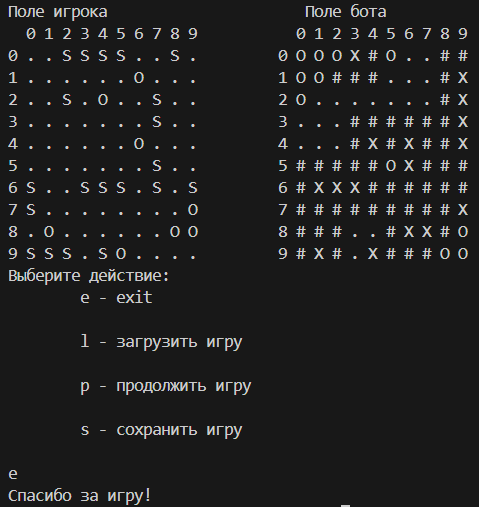 Поле игрока Поле бота
0 1 2 3 4 5 6 7 8 9 0 1 2 3 4 5 6 7 8 9
0 . . S S S S . . S . 0 O O O X # O . . # #
1 . . . . . . O . . . 1 O O # # # . . . # X
2 . . S . O . . S . . 2 O . . . . . . . # X
3 . . . . . . . S . . 3 . . . # # # # # # X
4 . . . . . . O . . . 4 . . . # X # X # # X
5 . . . . . . . S . . 5 # # # # # O X # # #
6 S . . S S S . S . S 6 # X X X # # # # # #
7 S . . . . . . . . O 7 # # # # # # # # # X
8 . O . . . . . . O O 8 # # # . . # X X # O
9 S S S . S O . . . . 9 # X # . X # # # O O
Выберите действие:
e - exit
l - загрузить игру
p - продолжить игру
s - сохранить игру
e
Спасибо за игру!